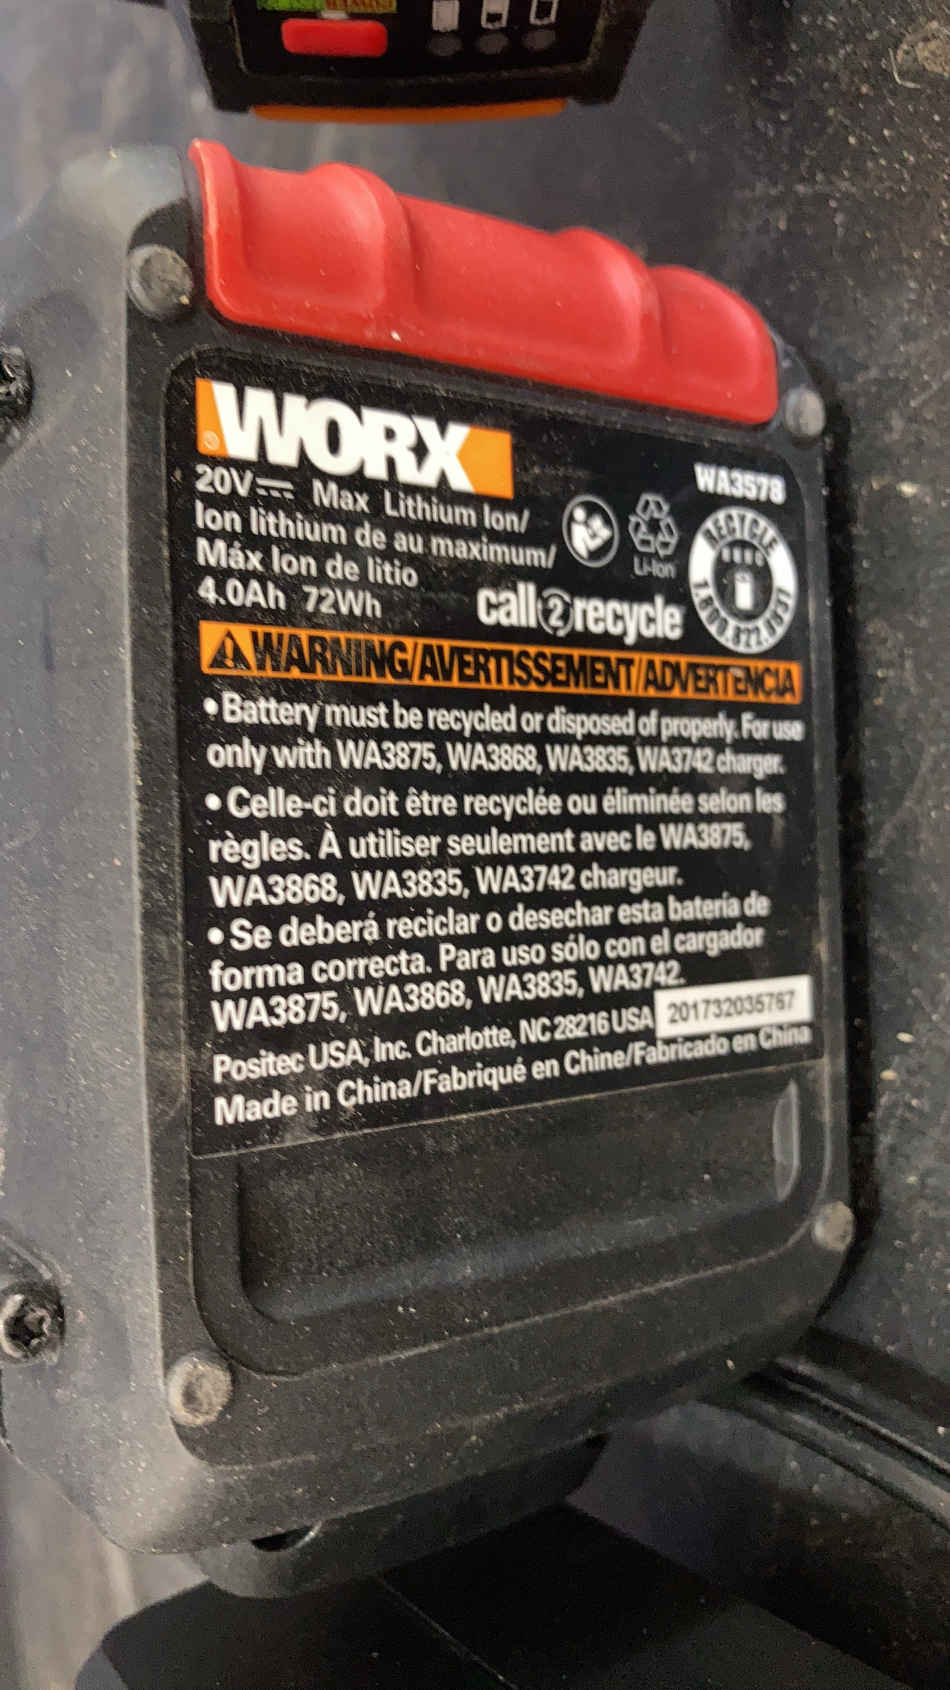 WORX
WA3578
20V Max Lithium Ion/
Ion lithium de au maximum/
Máx Ion de litio
4.0Ah 72Wh
Li-Ion
call2recycle
RECYCLE
1.800.822.8837
WARNING/AVERTISSEMENT/ADVERTENCIA
• Battery must be recycled or disposed of properly. For use
only with WA3875, WA3868, WA3835, WA3742 charger.
• Celle-ci doit être recyclée ou éliminée selon les
règles. À utiliser seulement avec le WA3875,
WA3868, WA3835, WA3742 chargeur.
• Se deberá reciclar o desechar esta batería de
forma correcta. Para uso sólo con el cargador
WA3875, WA3868, WA3835, WA3742.
Positec USA, Inc. Charlotte, NC 28216 USA
201732035767
Made in China/Fabriqué en Chine/Fabricado en China